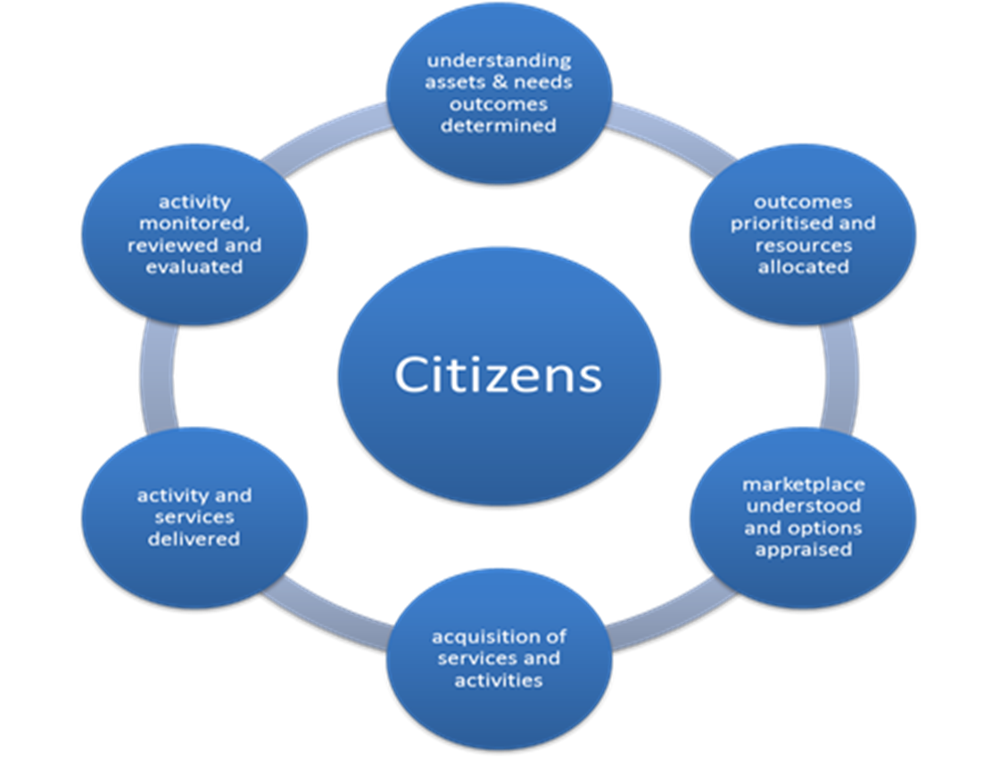 understanding
assets & needs
outcomes
determined
outcomes
prioritised and
resources
allocated
marketplace
understood
and options
appraised
acquisition of
services and
activities
activity and
services
delivered
activity
monitored,
reviewed and
evaluated
Citizens